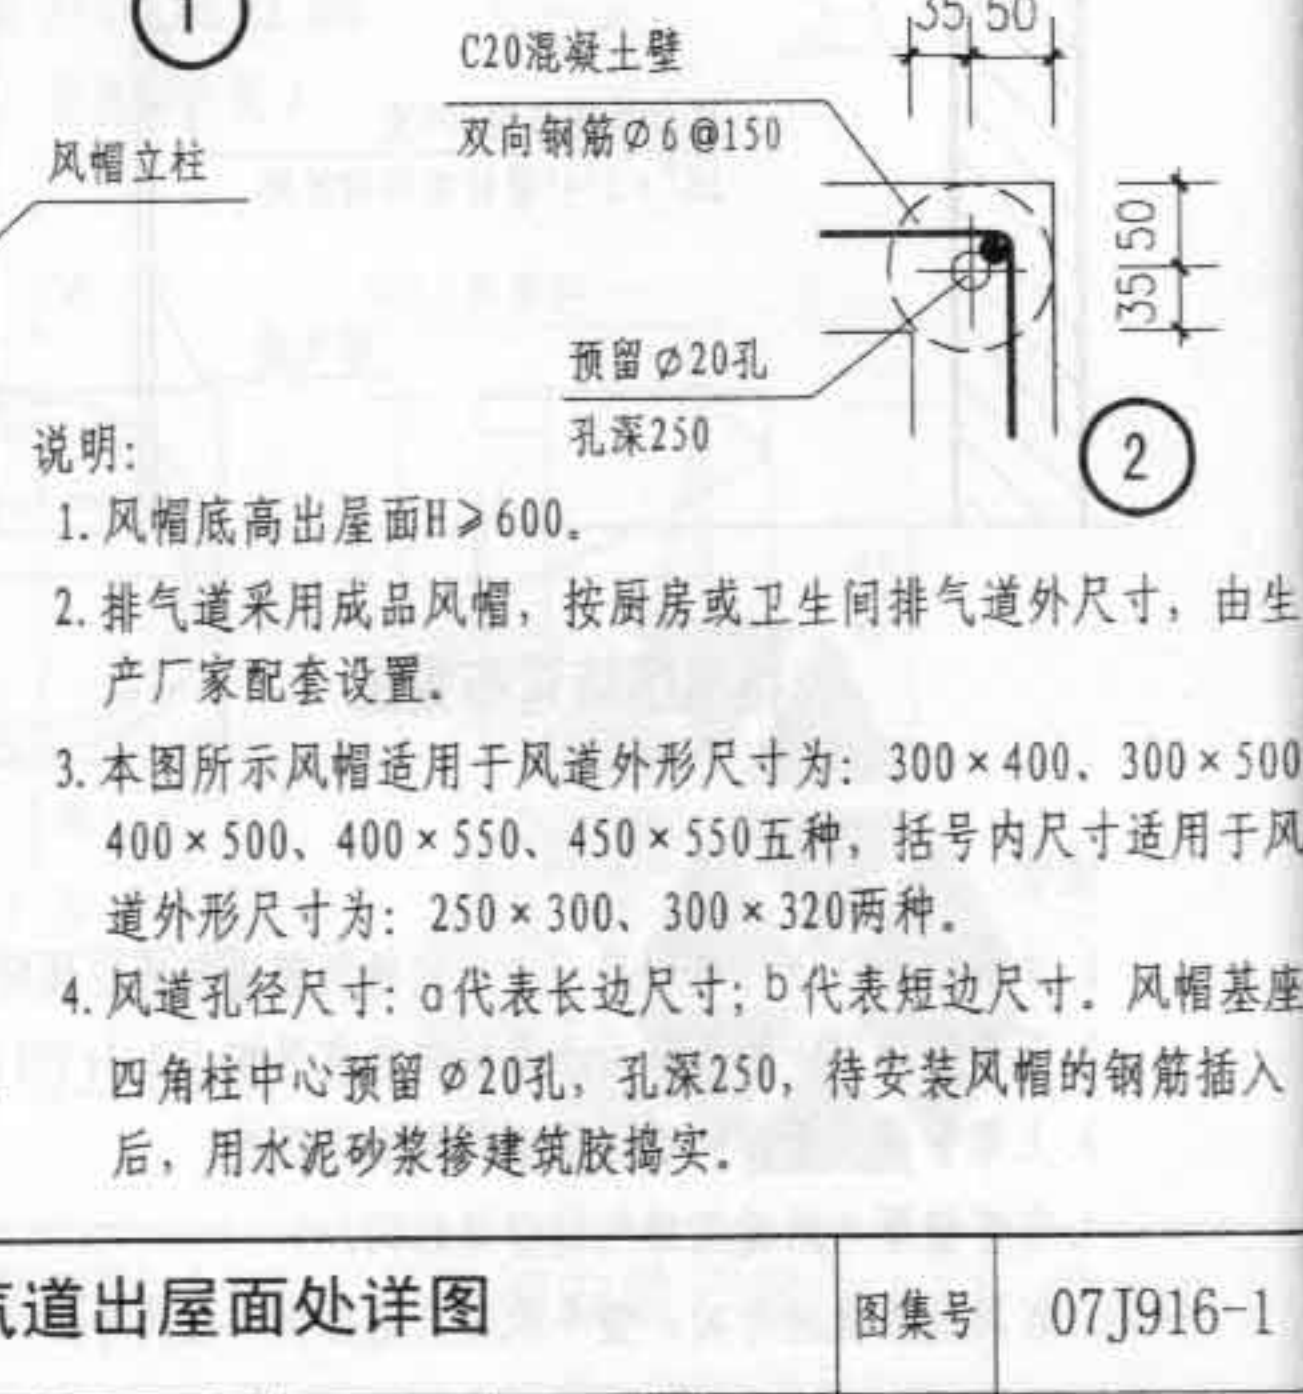 1
35 50
C20混凝土壁
双向钢筋∅6@150
风帽立柱
50
35
预留∅20孔
孔深250
2
说明:
1.风帽底高出屋面H≥600。
2.排气道采用成品风帽，按厨房或卫生间排气道外尺寸，由生
产厂家配套设置。
3.本图所示风帽适用于风道外形尺寸为: 300×400、300×500
400×500、400×550、450×550五种，括号内尺寸适用于风
道外形尺寸为: 250×300、300×320两种。
4.风道孔径尺寸: a代表长边尺寸; b代表短边尺寸。风帽基座
四角柱中心预留∅20孔，孔深250，待安装风帽的钢筋插入
后，用水泥砂浆掺建筑胶捣实。
气道出屋面处详图
图集号
07J916-1